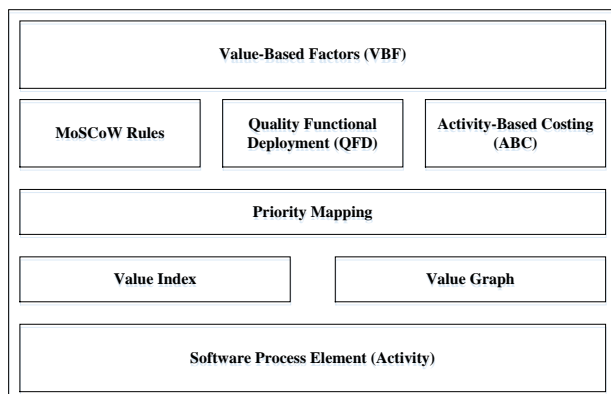 Value-Based Factors (VBF)
MoSCoW Rules
Quality Functional
Deployment (QFD)
Activity-Based Costing
(ABC)
Priority Mapping
Value Index
Value Graph
Software Process Element (Activity)